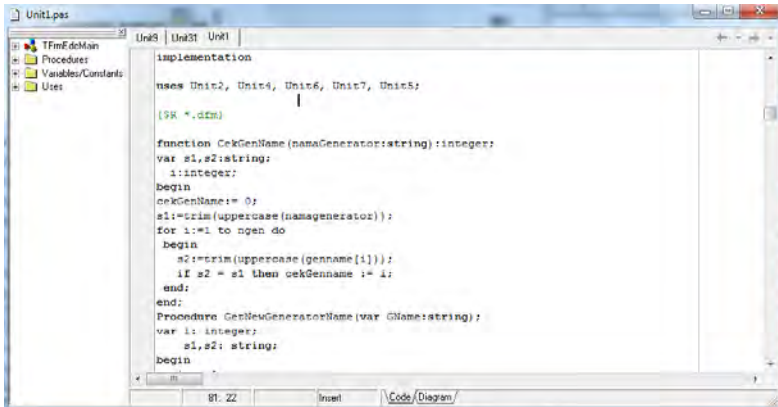 Unit1.pas
TFmEdcMain
Procedures
Variables/Constants
Uses
Unit9 Unit31 Unit1
implementation
uses Unit2, Unit4, Unit6, Unit7, Unit5;
{$R *.dfm}
function CekGenName(namaGenerator:string):integer;
var s1,s2:string;
i:integer;
begin
cekGenName:= 0;
s1:=trim(uppercase(namagenerator));
for i:=1 to ngen do
begin
s2:=trim(uppercase(genname[i]));
if s2 = s1 then cekGenname := i;
end;
end;
Procedure GetNewGeneratorName(var GName:string);
var i: integer;
s1,s2: string;
begin
81: 22 Insert Code Diagram